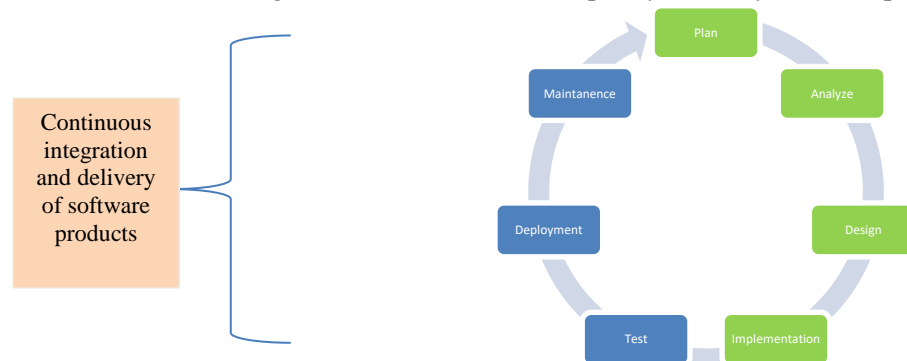 Plan
Maintanence
Analyze
Continuous
integration
and delivery
of software
products
Deployment
Design
Test
Implementation